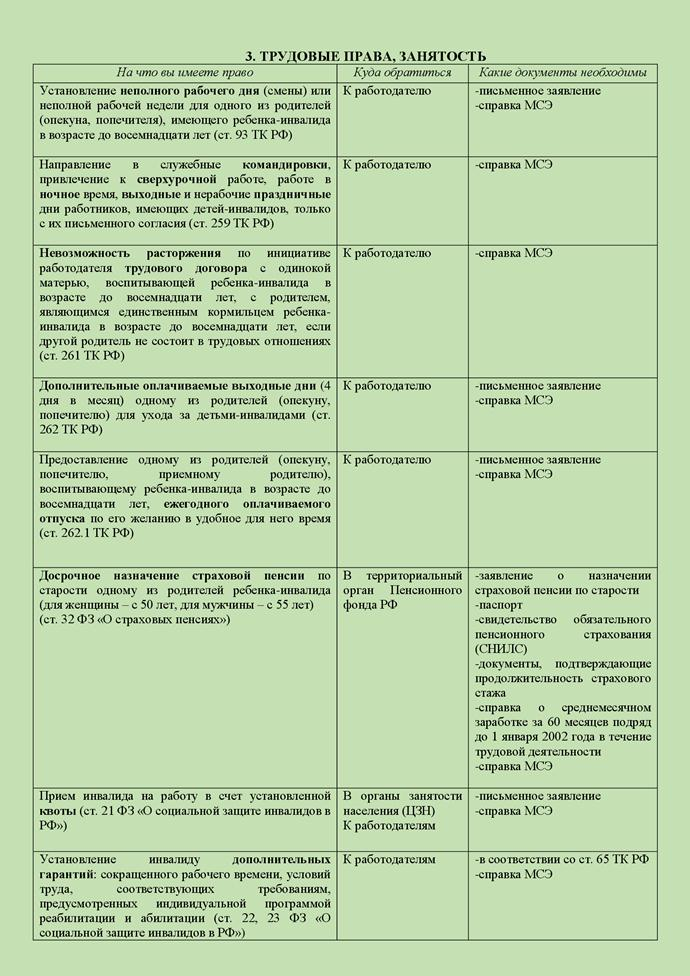 3. ТРУДОВЫЕ ПРАВА, ЗАНЯТОСТЬ
На что вы имеете право
Куда обратиться
Какие документы необходимы
Установление неполного рабочего дня (смены) или
неполной рабочей недели для одного из родителей
(опекуна, попечителя), имеющего ребенка-инвалида
в возрасте до восемнадцати лет (ст. 93 ТК РФ)
К работодателю
-письменное заявление
-справка МСЭ
Направление в служебные командировки,
привлечение к сверхурочной работе, работе в
ночное время, выходные и нерабочие праздничные
дни работников, имеющих детей-инвалидов, только
с их письменного согласия (ст. 259 ТК РФ)
К работодателю
-справка МСЭ
Невозможность расторжения по инициативе
работодателя трудового договора с одинокой
матерью, воспитывающей ребенка-инвалида в
возрасте до восемнадцати лет, с родителем,
являющимся единственным кормильцем ребенка-
инвалида в возрасте до восемнадцати лет, если
другой родитель не состоит в трудовых отношениях
(ст. 261 ТК РФ)
К работодателю
-справка МСЭ
Дополнительные оплачиваемые выходные дни (4
дня в месяц) одному из родителей (опекуну,
попечителю) для ухода за детьми-инвалидами (ст.
262 ТК РФ)
К работодателю
-письменное заявление
-справка МСЭ
Предоставление одному из родителей (опекуну,
попечителю, приемному родителю),
воспитывающему ребенка-инвалида в возрасте до
восемнадцати лет, ежегодного оплачиваемого
отпуска по его желанию в удобное для него время
(ст. 262.1 ТК РФ)
К работодателю
-письменное заявление
-справка МСЭ
Досрочное назначение страховой пенсии по
старости одному из родителей ребенка-инвалида
(для женщины – с 50 лет, для мужчины – с 55 лет)
(ст. 32 ФЗ «О страховых пенсиях»)
В территориальный
орган Пенсионного
фонда РФ
-заявление о назначении
страховой пенсии по старости
-паспорт
-свидетельство обязательного
пенсионного страхования
(СНИЛС)
-документы, подтверждающие
продолжительность страхового
стажа
-справка о среднемесячном
заработке за 60 месяцев подряд
до 1 января 2002 года в течение
трудовой деятельности
-справка МСЭ
Прием инвалида на работу в счет установленной
квоты (ст. 21 ФЗ «О социальной защите инвалидов в
РФ»)
В органы занятости
населения (ЦЗН)
К работодателям
-письменное заявление
-справка МСЭ
Установление инвалиду дополнительных
гарантий: сокращенного рабочего времени, условий
труда, соответствующих требованиям,
предусмотренных индивидуальной программой
реабилитации и абилитации (ст. 22, 23 ФЗ «О
социальной защите инвалидов в РФ»)
К работодателям
-в соответствии со ст. 65 ТК РФ
-справка МСЭ